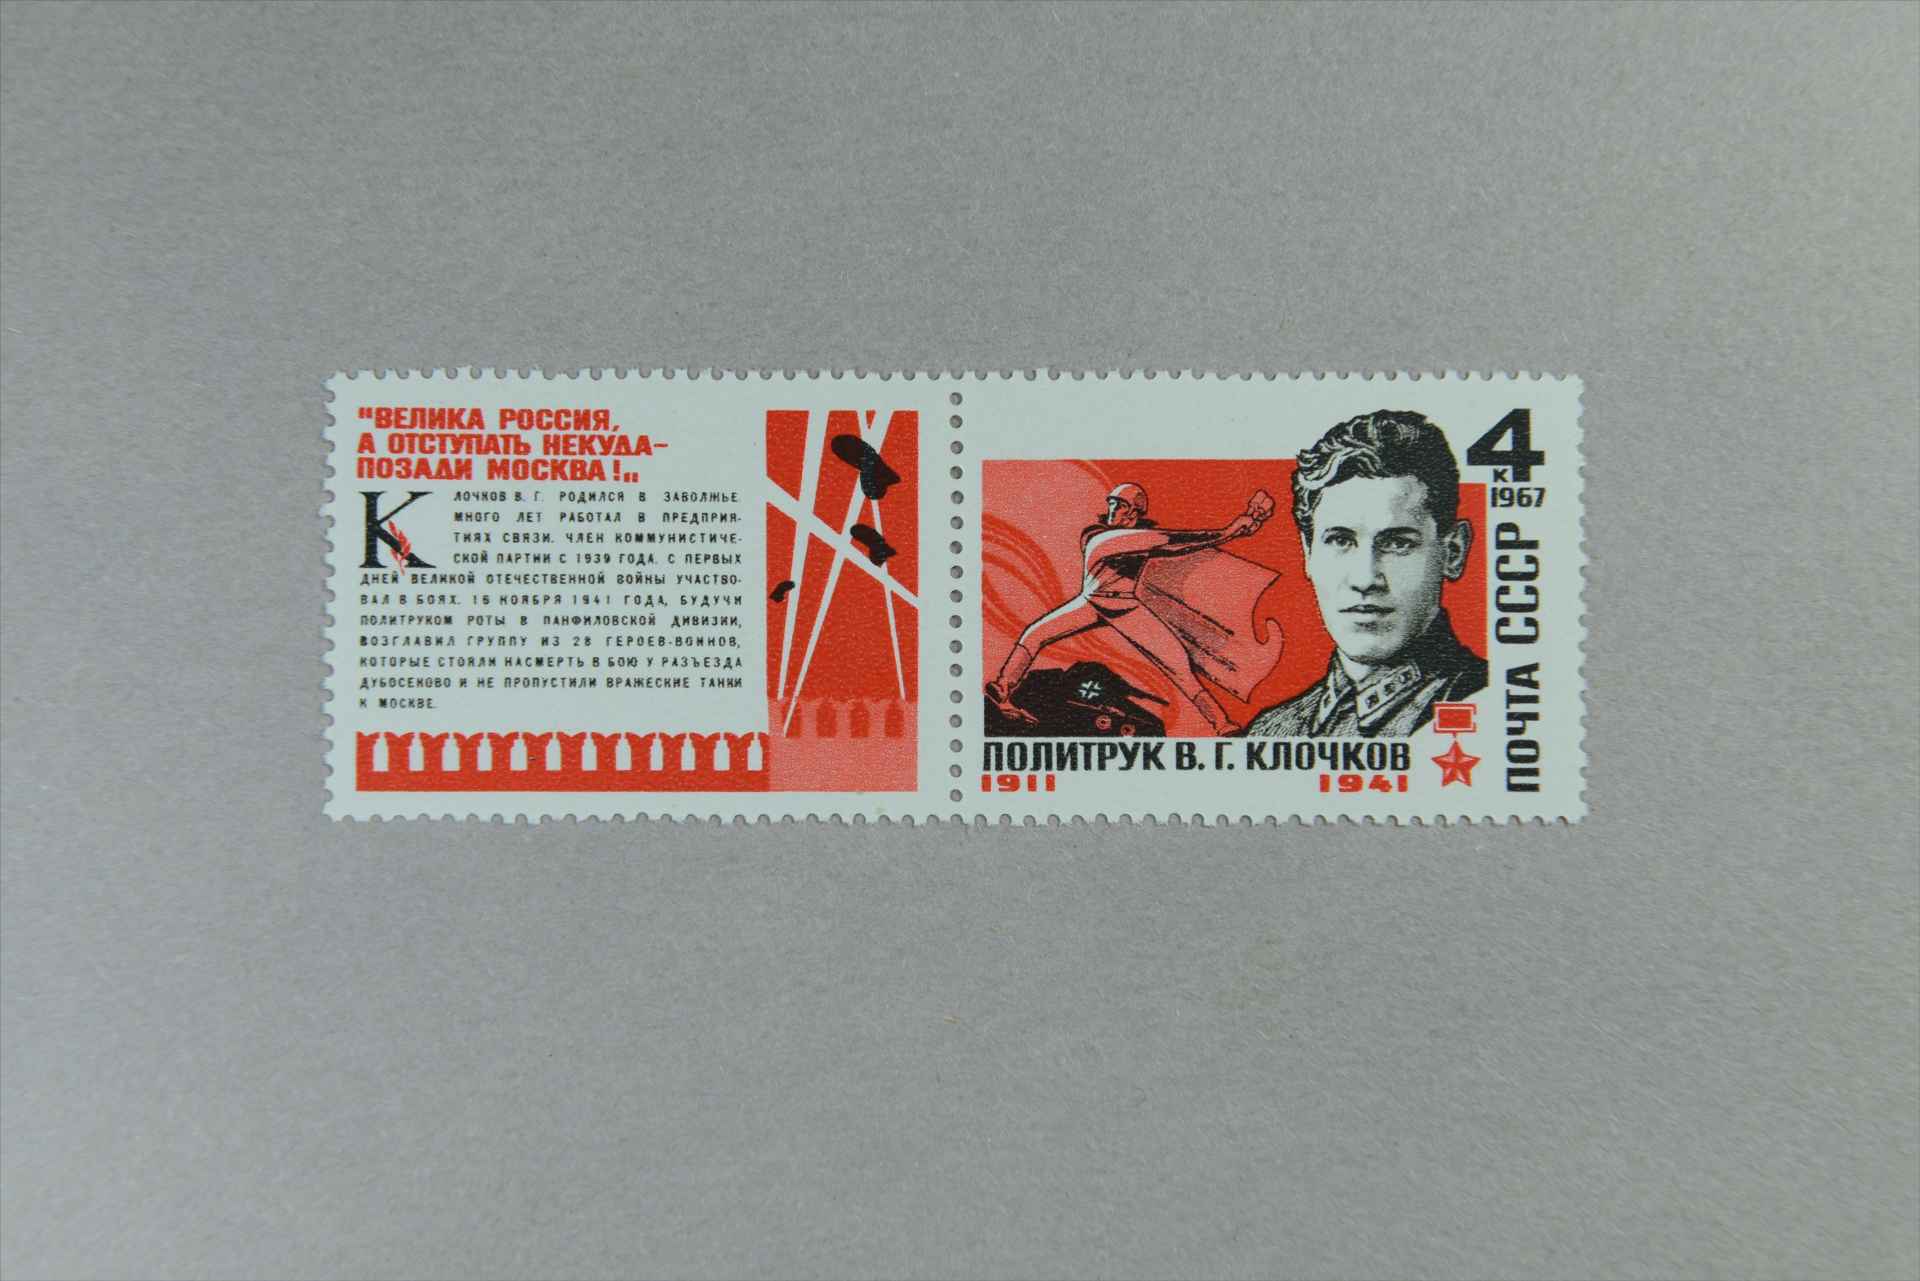 "ВЕЛИКА РОССИЯ,
А ОТСТУПАТЬ НЕКУДА-
ПОЗАДИ МОСКВА!"
КЛОЧКОВ В. Г. РОДИЛСЯ В ЗАВОЛЖЬЕ
МНОГО ЛЕТ РАБОТАЛ В ПРЕДПРИЯ-
ТИЯХ СВЯЗИ. ЧЛЕН КОММУНИСТИЧЕ-
СКОЙ ПАРТИИ С 1939 ГОДА. С ПЕРВЫХ
ДНЕЙ ВЕЛИКОЙ ОТЕЧЕСТВЕННОЙ ВОЙНЫ УЧАСТВО-
ВАЛ В БОЯХ. 16 НОЯБРЯ 1941 ГОДА, БУДУЧИ
ПОЛИТРУКОМ РОТЫ В ПАНФИЛОВСКОЙ ДИВИЗИИ,
ВОЗГЛАВИЛ ГРУППУ ИЗ 28 ГЕРОЕВ-ВОИНОВ,
КОТОРЫЕ СТОЯЛИ НАСМЕРТЬ В БОЮ У РАЗЪЕЗДА
ДУБОСЕКОВО И НЕ ПРОПУСТИЛИ ВРАЖЕСКИЕ ТАНКИ
К МОСКВЕ.
4
К
1967
ПОЧТА СССР
ПОЛИТРУК В. Г. КЛОЧКОВ
1911 1941